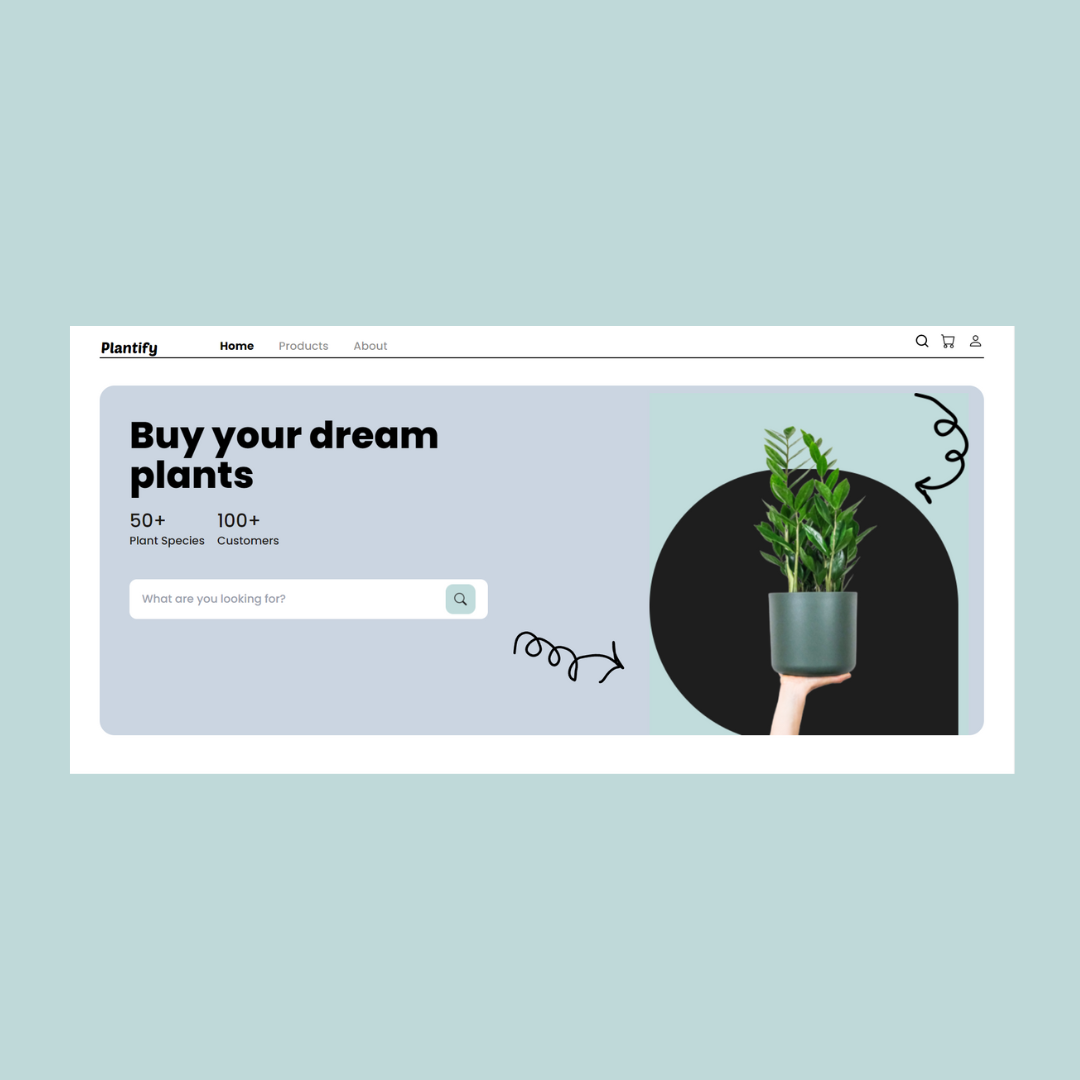 Plantify
Home Products About
Buy your dream
plants
50+ 100+
Plant Species Customers
What are you looking for?